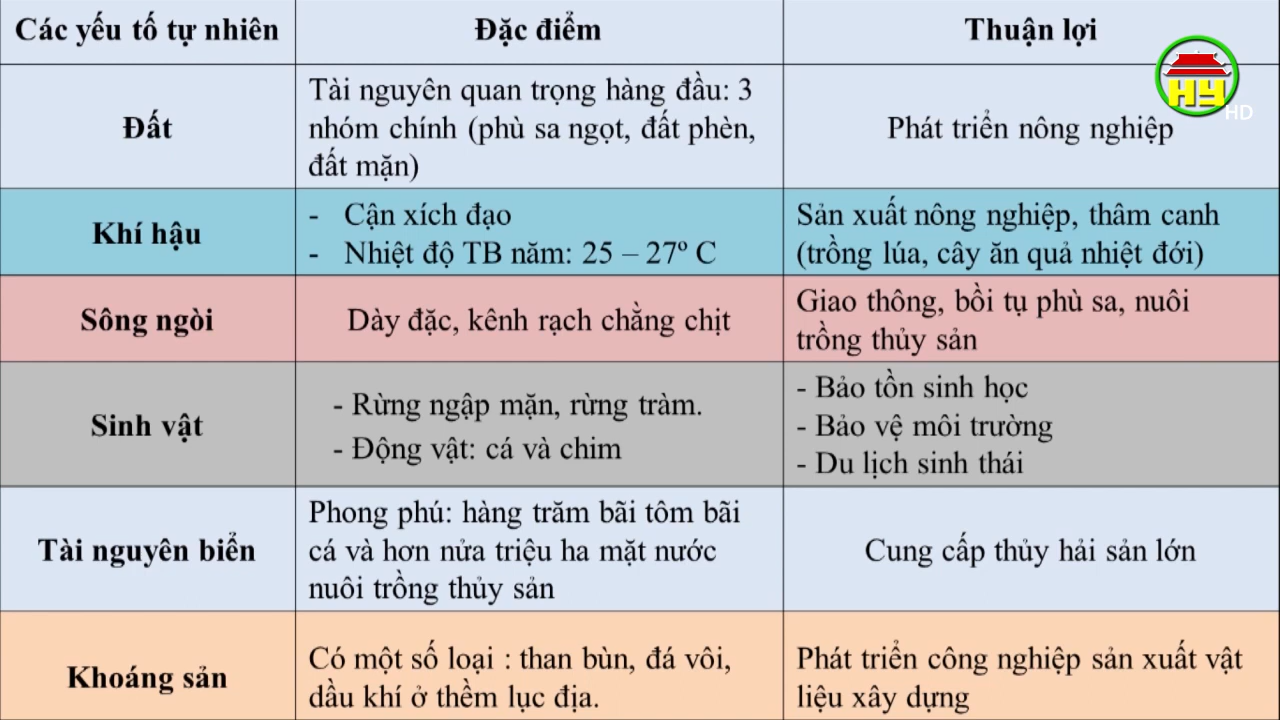 Các yếu tố tự nhiên
Đặc điểm
Thuận lợi
HY
HD
Đất
Tài nguyên quan trọng hàng đầu: 3
nhóm chính (phù sa ngọt, đất phèn,
đất mặn)
Phát triển nông nghiệp
Khí hậu
- Cận xích đạo
- Nhiệt độ TB năm: 25 – 27º C
Sản xuất nông nghiệp, thâm canh
(trồng lúa, cây ăn quả nhiệt đới)
Sông ngòi
Dày đặc, kênh rạch chằng chịt
Giao thông, bồi tụ phù sa, nuôi
trồng thủy sản
Sinh vật
- Rừng ngập mặn, rừng tràm.
- Động vật: cá và chim
- Bảo tồn sinh học
- Bảo vệ môi trường
- Du lịch sinh thái
Tài nguyên biển
Phong phú: hàng trăm bãi tôm bãi
cá và hơn nửa triệu ha mặt nước
nuôi trồng thủy sản
Cung cấp thủy hải sản lớn
Khoáng sản
Có một số loại : than bùn, đá vôi,
dầu khí ở thềm lục địa.
Phát triển công nghiệp sản xuất vật
liệu xây dựng